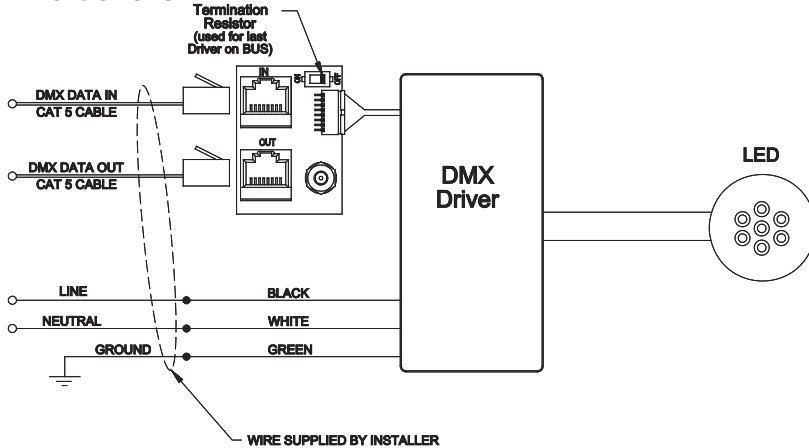 Termination
Resistor
(used for last
Driver on BUS)
IN
DMX DATA IN
CAT 5 CABLE
OUT
DMX DATA OUT
CAT 5 CABLE
DMX
Driver
LED
LINE
BLACK
NEUTRAL
WHITE
GROUND
GREEN
WIRE SUPPLIED BY INSTALLER